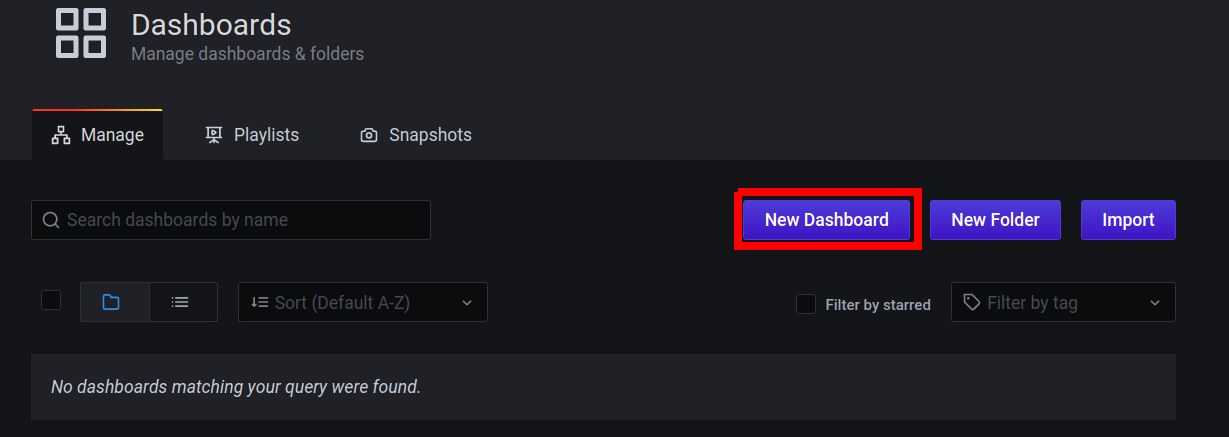 Dashboards
Manage dashboards & folders
Manage
Playlists
Snapshots
Search dashboards by name
New Dashboard
New Folder
Import
Sort (Default A-Z)
Filter by starred
Filter by tag
No dashboards matching your query were found.